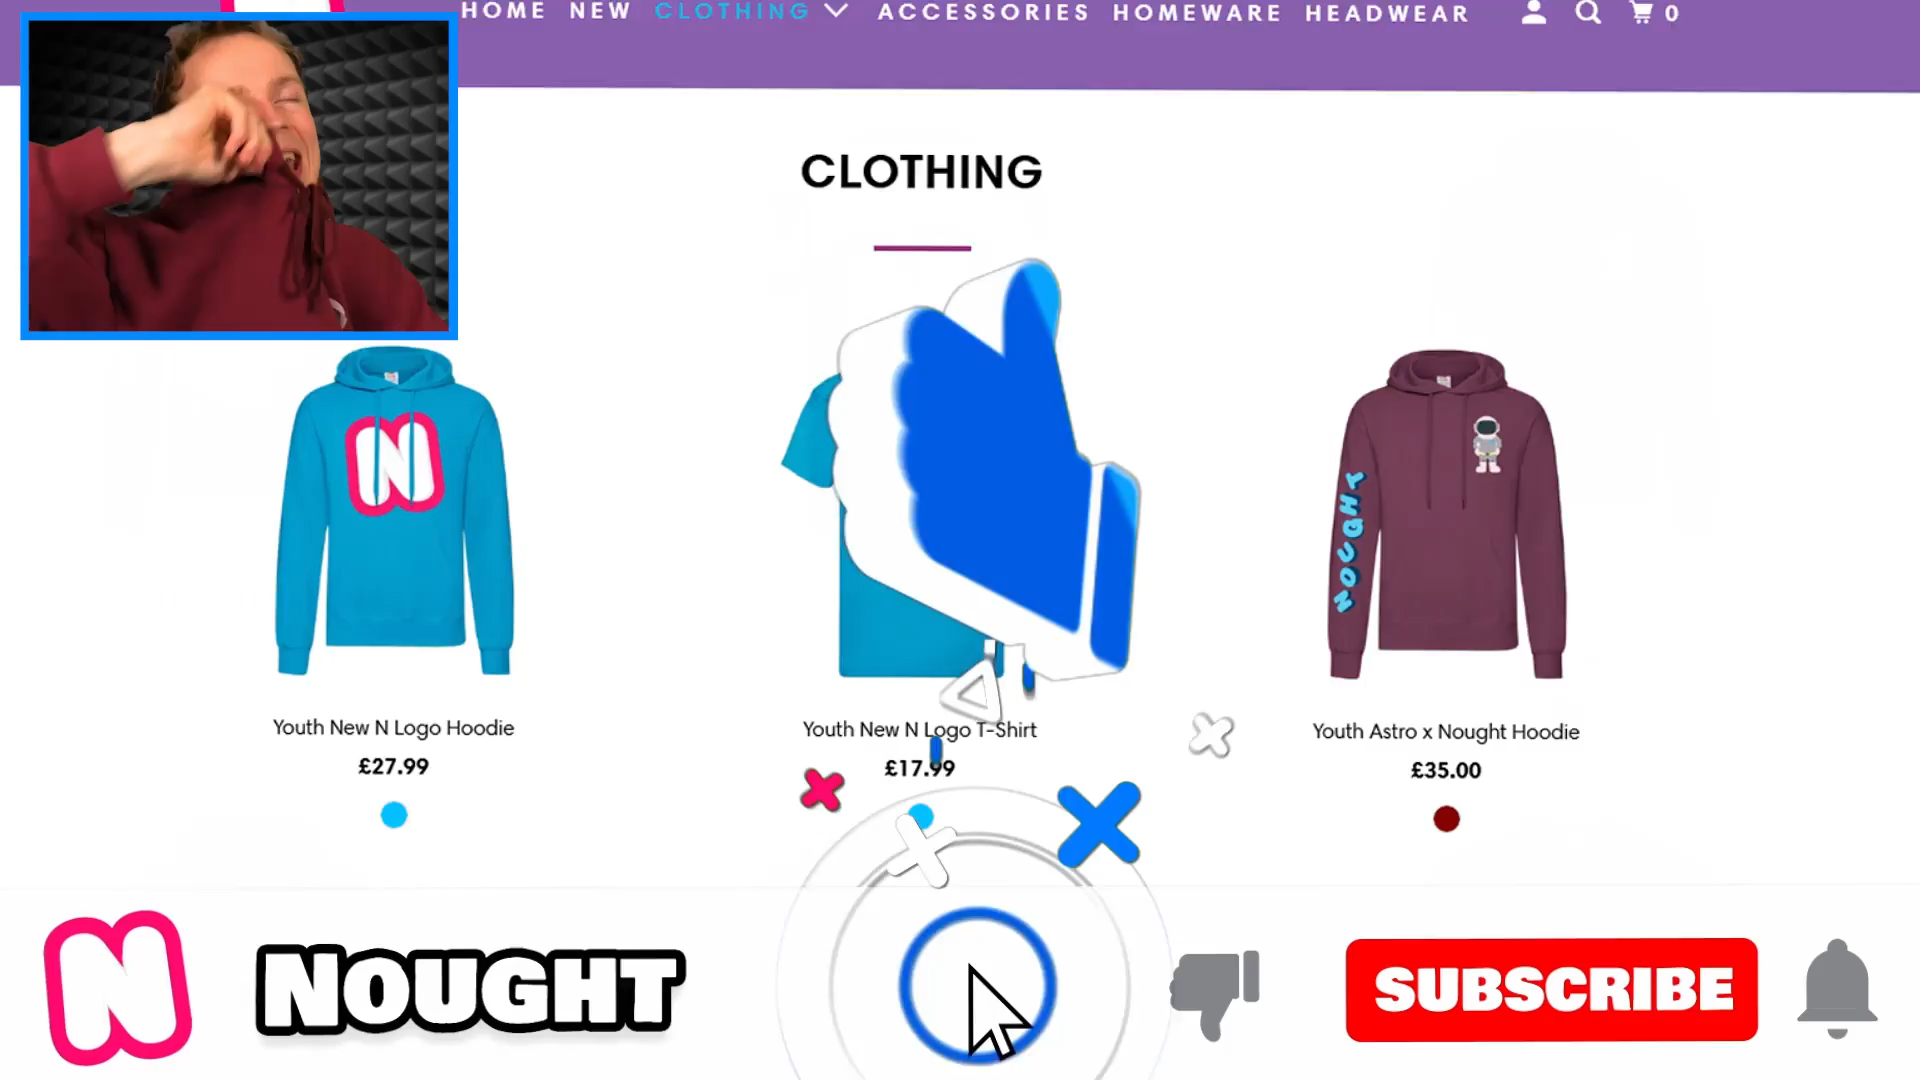 HOME NEW CLOTHING ACCESSORIES HOMEWARE HEADWEAR 0
CLOTHING
N
NOUGHT
Youth New N Logo Hoodie
£27.99
Youth New N Logo T-Shirt
£17.99
Youth Astro x Nought Hoodie
£35.00
N
NOUGHT
SUBSCRIBE